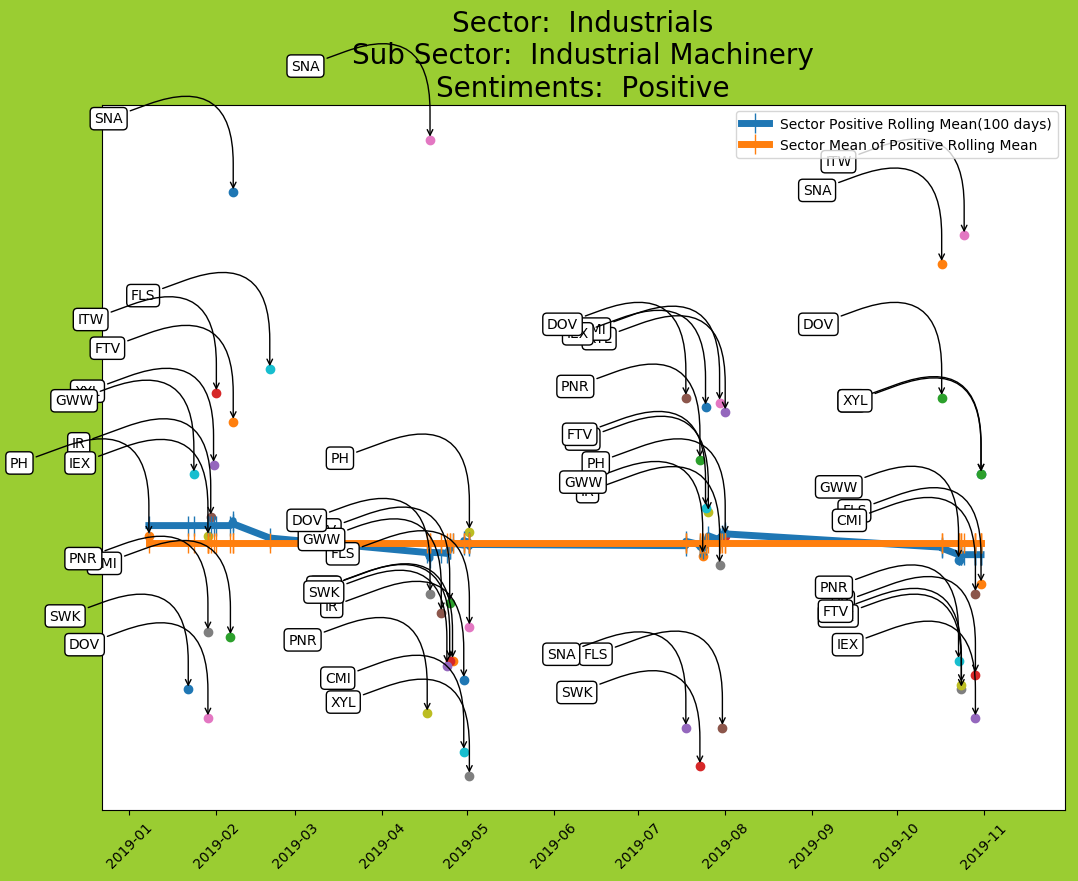 Sector:  Industrials
Sub Sector:  Industrial Machinery
Sentiments:  Positive
SNA
SNA
Sector Positive Rolling Mean(100 days)
Sector Mean of Positive Rolling Mean
ITW
SNA
FLS
ITW
FTV
GWW
IR
PH
IEX
PNR
SWK
DOV
PH
DOV
GWW
FLS
SWK
IR
PNR
CMI
XYL
DOV
IEX
PNR
FTV
PH
GWW
IR
SNA
FLS
SWK
DOV
XYL
GWW
FLS
CMI
PNR
FTV
IEX
2019-01
2019-02
2019-03
2019-04
2019-05
2019-06
2019-07
2019-08
2019-09
2019-10
2019-11